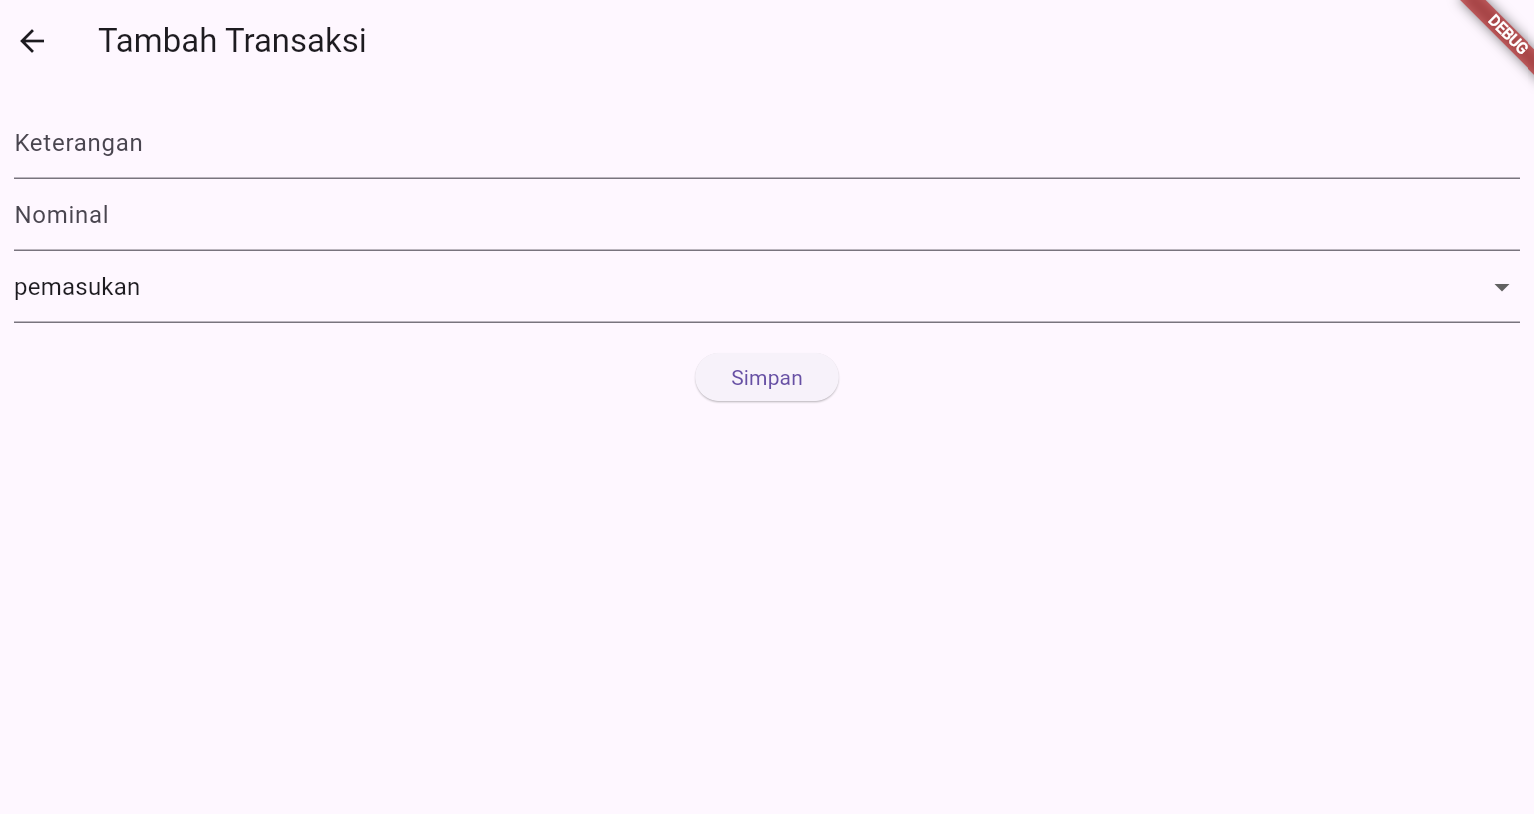 Tambah Transaksi
DEBUG
Keterangan
Nominal
pemasukan
Simpan